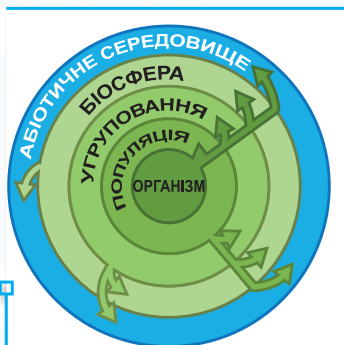 АБІОТИЧНЕ СЕРЕДОВИЩЕ
БІОСФЕРА
УГРУПОВАННЯ
ПОПУЛЯЦІЯ
ОРГАНІЗМ